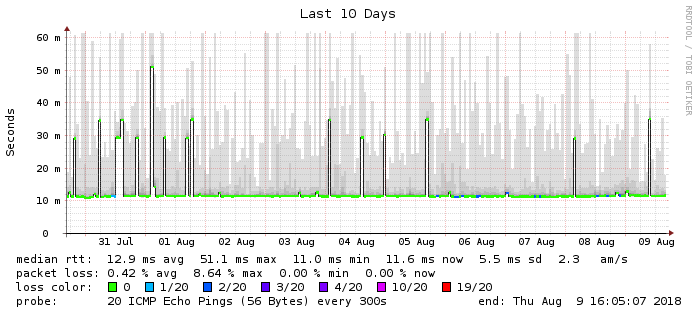 Last 10 Days
RRDTOOL / TOBI OETIKER
Seconds
60 m
50 m
40 m
30 m
20 m
10 m
0
31 Jul 01 Aug 02 Aug 03 Aug 04 Aug 05 Aug 06 Aug 07 Aug 08 Aug 09 Aug
median rtt: 12.9 ms avg 51.1 ms max 11.0 ms min 11.6 ms now 5.5 ms sd 2.3 am/s
packet loss: 0.42 % avg 8.64 % max 0.00 % min 0.00 % now
loss color: 0 1/20 2/20 3/20 4/20 10/20 19/20
probe: 20 ICMP Echo Pings (56 Bytes) every 300s end: Thu Aug 9 16:05:07 2018